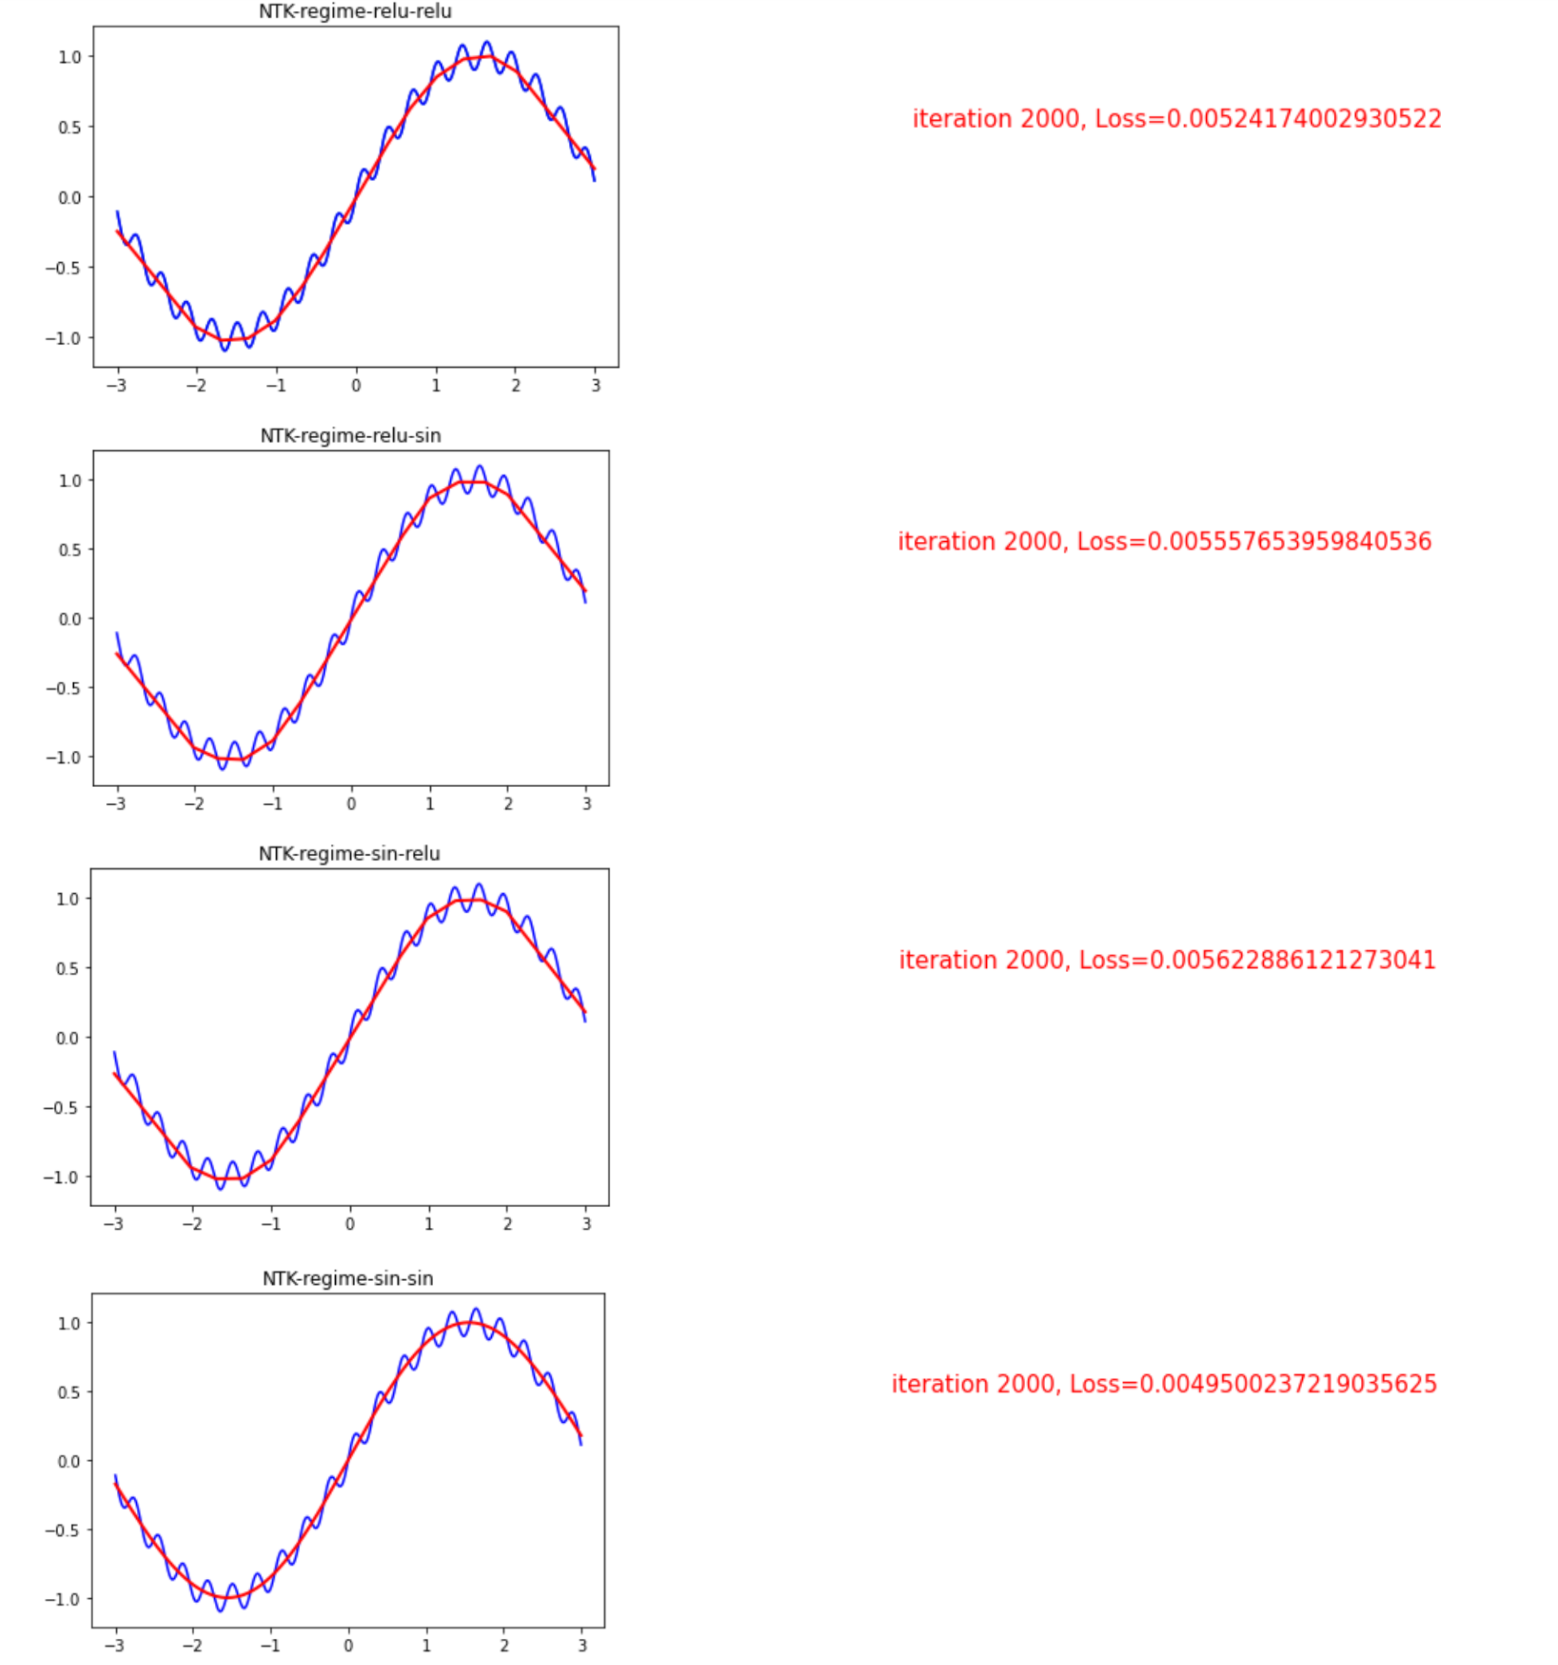 NTK-regime-relu-relu
1.0
0.5
0.0
−0.5
−1.0
−3 −2 −1 0 1 2 3
iteration 2000, Loss=0.00524174002930522
NTK-regime-relu-sin
1.0
0.5
0.0
−0.5
−1.0
−3 −2 −1 0 1 2 3
iteration 2000, Loss=0.005557653959840536
NTK-regime-sin-relu
1.0
0.5
0.0
−0.5
−1.0
−3 −2 −1 0 1 2 3
iteration 2000, Loss=0.005622886121273041
NTK-regime-sin-sin
1.0
0.5
0.0
−0.5
−1.0
−3 −2 −1 0 1 2 3
iteration 2000, Loss=0.0049500237219035625